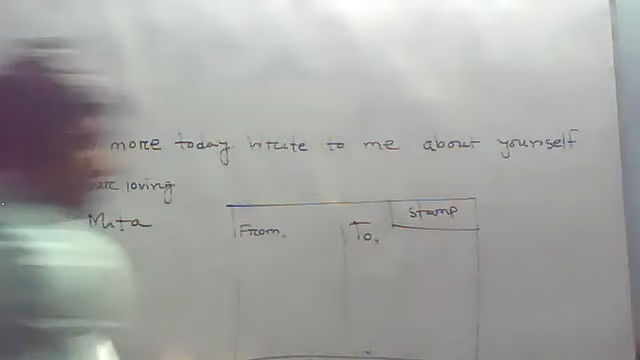 more today. Write to me about yourself
loving
Mita
Stamp
From,
To,